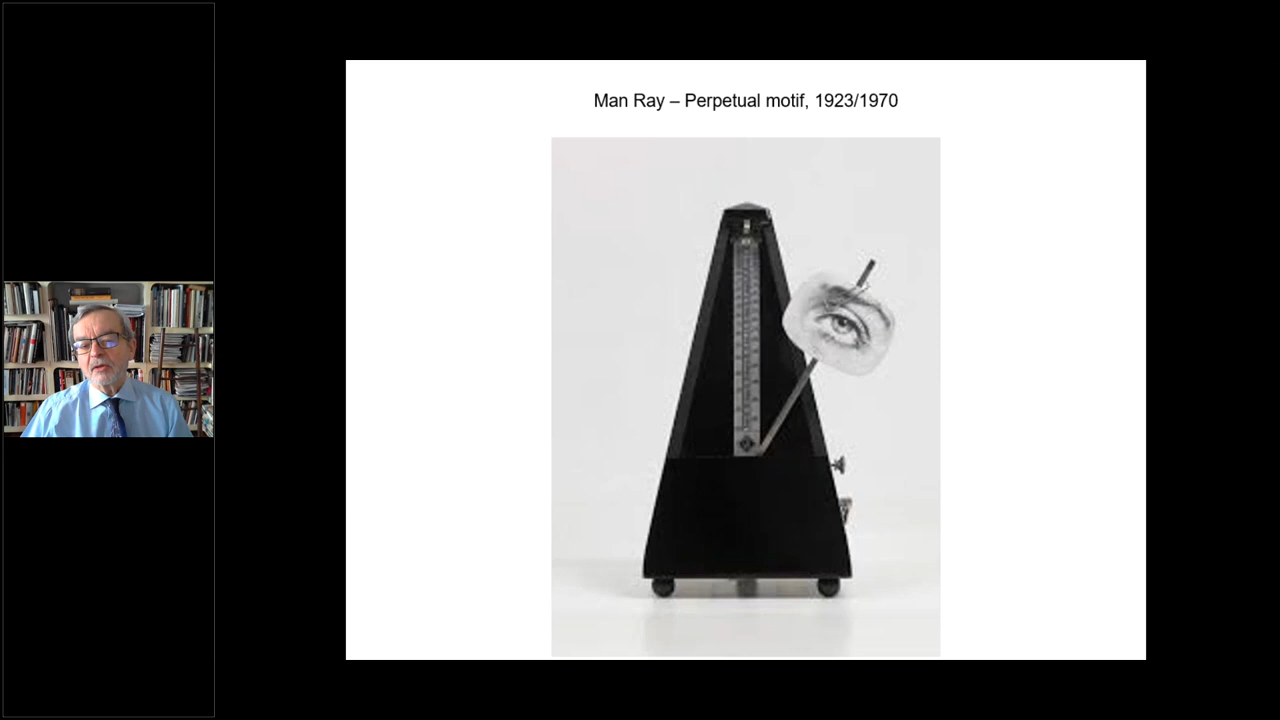 Man Ray – Perpetual motif, 1923/1970